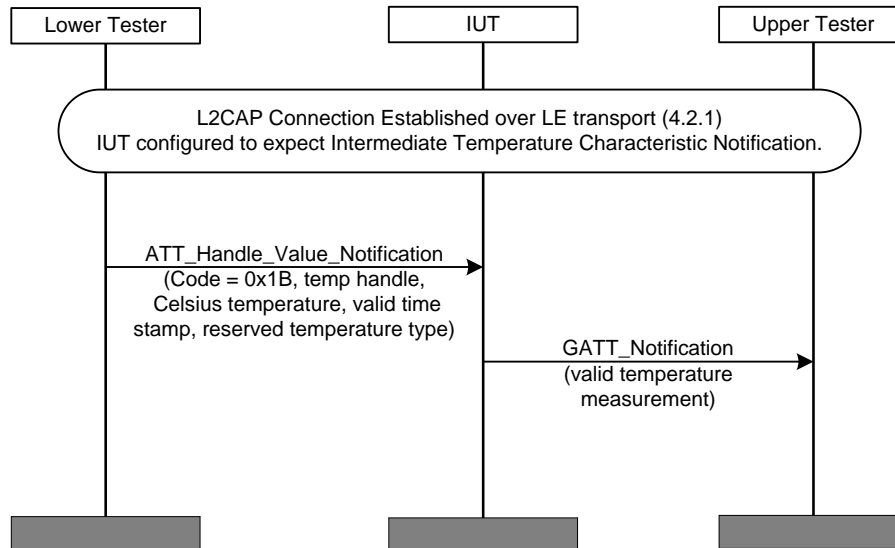 Lower Tester
IUT
Upper Tester
L2CAP Connection Established over LE transport (4.2.1)
IUT configured to expect Intermediate Temperature Characteristic Notification.
ATT_Handle_Value_Notification
(Code = 0x1B, temp handle,
Celsius temperature, valid time
stamp, reserved temperature type)
GATT_Notification
(valid temperature
measurement)